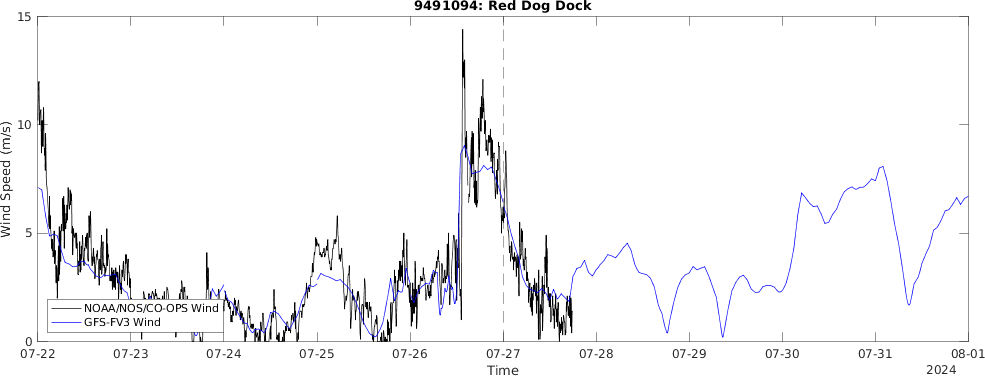 9491094: Red Dog Dock
15
10
5
0
Wind Speed (m/s)
NOAA/NOS/CO-OPS Wind
GFS-FV3 Wind
07-22 07-23 07-24 07-25 07-26 07-27 07-28 07-29 07-30 07-31 08-01
Time
2024